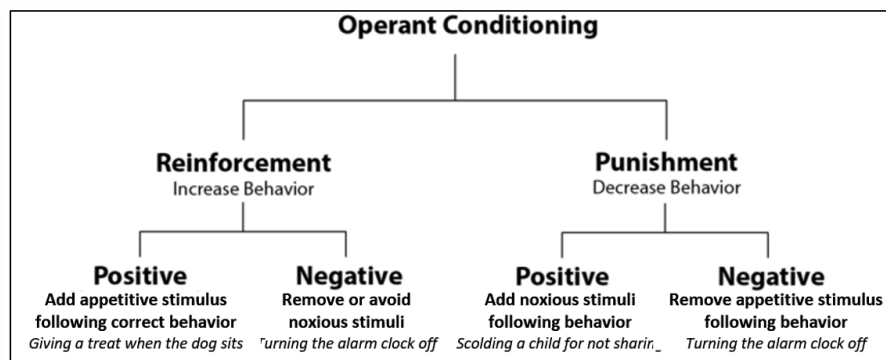 Operant Conditioning
Reinforcement
Increase Behavior
Punishment
Decrease Behavior
Positive
Add appetitive stimulus
following correct behavior
Giving a treat when the dog sits
Negative
Remove or avoid
noxious stimuli
Turning the alarm clock off
Positive
Add noxious stimuli
following behavior
Scolding a child for not sharing
Negative
Remove appetitive stimulus
following behavior
Turning the alarm clock off